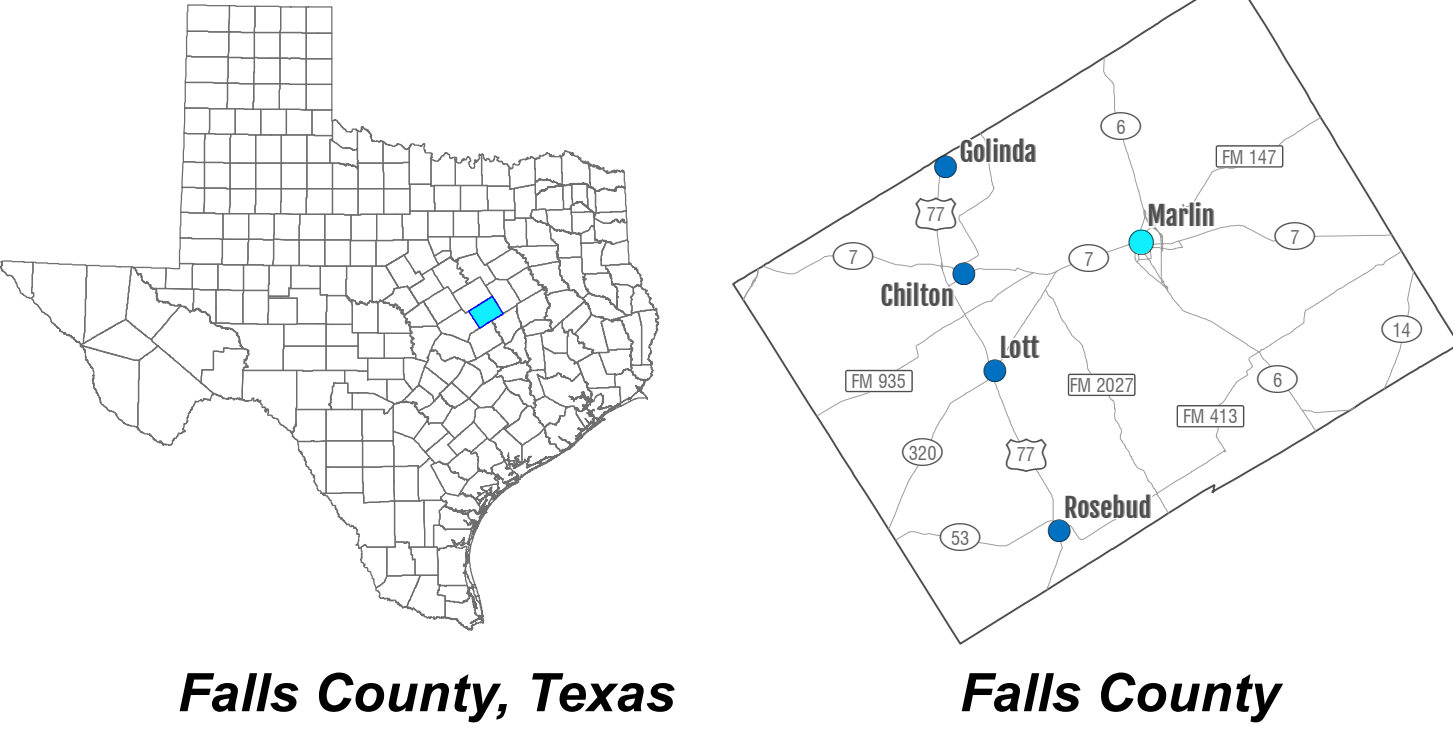 6
Golinda
FM 147
77
Marlin
7
7
7
Chilton
14
Lott
FM 935
FM 2027
6
FM 413
320
77
Rosebud
53
Falls County, Texas
Falls County